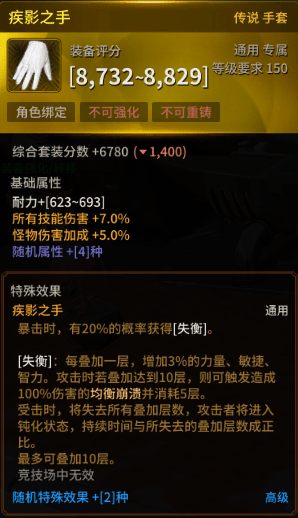 疾影之手 传说 手套
装备评分 通用 专属
[8,732~8,829] 等级要求 150
角色绑定 不可强化 不可重铸
综合套装分数 +6780 (▼1,400)
基础属性
耐力+[623~693]
所有技能伤害 +7.0%
怪物伤害加成 +5.0%
随机属性 +[4]种
特殊效果
疾影之手 通用
暴击时，有20%的概率获得[失衡]。
[失衡]：每叠加一层，增加3%的力量、敏捷、
智力。攻击时若叠加达到10层，则可触发造成
100%伤害的均衡崩溃并消耗5层。
受击时，将失去所有叠加层数，攻击者将进入
钝化状态，持续时间与所失去的叠加层数成正
比。
最多可叠加10层。
竞技场中无效
随机特殊效果 +[2]种 高级